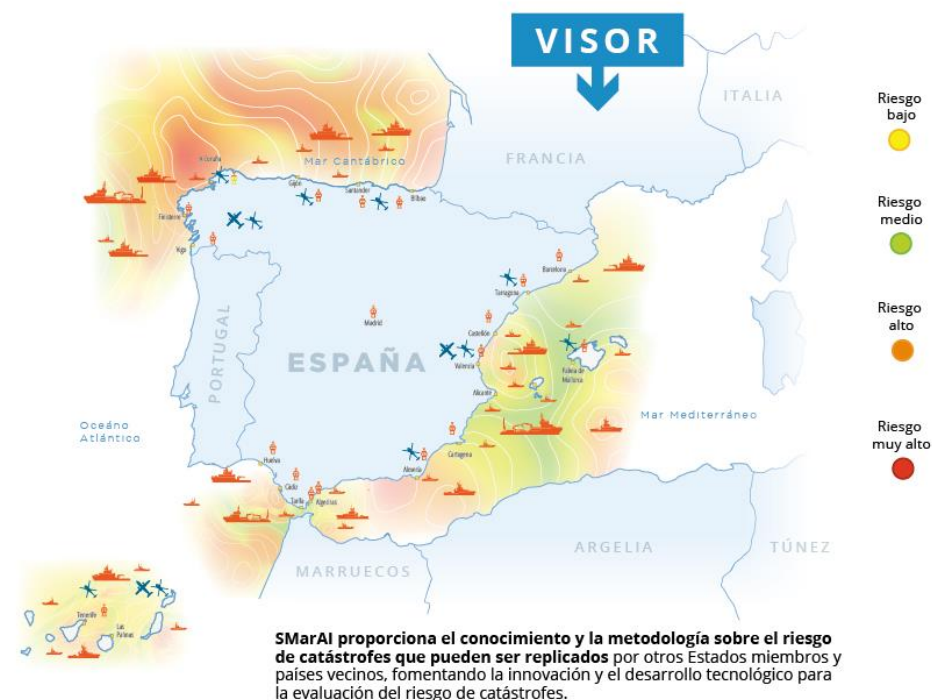 VISOR
ITALIA
Riesgo
bajo
FRANCIA
A Coruña
Mar Cantábrico
Gijón
Santander
Bilbao
Riesgo
medio
Finisterre
Vigo
Barcelona
Tarragona
Riesgo
alto
Madrid
Castellón
PORTUGAL
ESPAÑA
Valencia
Palma de
Mallorca
Alicante
Mar Mediterráneo
Océano
Atlántico
Riesgo
muy alto
Cartagena
Huelva
Almería
Cádiz
Tarifa
Algeciras
ARGELIA
TÚNEZ
MARRUECOS
Tenerife
Las
Palmas
SMarAI proporciona el conocimiento y la metodología sobre el riesgo
de catástrofes que pueden ser replicados por otros Estados miembros y
países vecinos, fomentando la innovación y el desarrollo tecnológico para
la evaluación del riesgo de catástrofes.